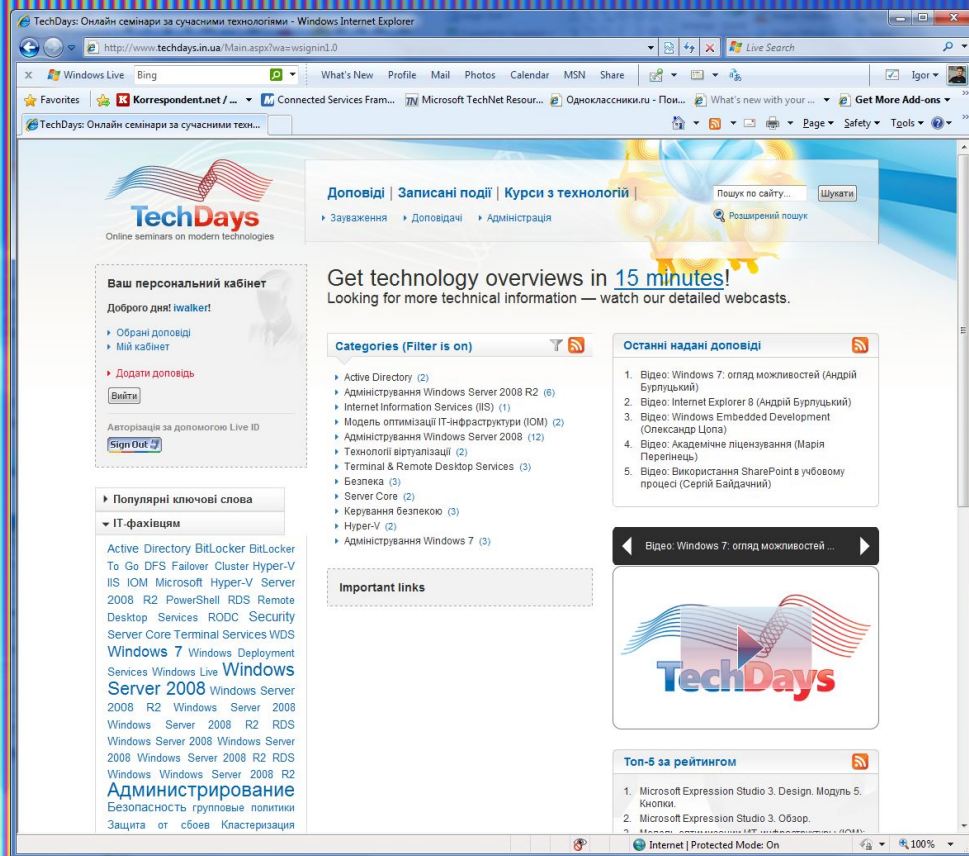 TechDays: Онлайн семінари за сучасними технологіями - Windows Internet Explorer
http://www.techdays.in.ua/Main.aspx?wa=wsignin1.0
Live Search
Windows Live
Bing
What's New Profile Mail Photos Calendar MSN Share
Igor
Favorites
Korrespondent.net / ...
Connected Services Fram...
Microsoft TechNet Resour...
Одноклассники.ru - Пои...
What's new with your ...
Get More Add-ons
TechDays: Онлайн семінари за сучасними техн...
Page Safety Tools
TechDays
Online seminars on modern technologies
Доповіді | Записані події | Курси з технологій |
Зауваження Доповідачі Адміністрація
Пошук по сайту...
Шукати
Розширений пошук
Ваш персональний кабінет
Доброго дня! iwalker!
Обрані доповіді
Мій кабінет
Додати доповідь
Вийти
Авторізація за допомогою Live ID
Sign Out
Популярні ключові слова
ІТ-фахівцям
Active Directory BitLocker BitLocker
To Go DFS Failover Cluster Hyper-V
IIS IOM Microsoft Hyper-V Server
2008 R2 PowerShell RDS Remote
Desktop Services RODC Security
Server Core Terminal Services WDS
Windows 7 Windows Deployment
Services Windows Live Windows
Server 2008 Windows Server
2008 R2 Windows Server 2008
Windows Server 2008 R2 RDS
Windows Server 2008 Windows Server
2008 Windows Server 2008 R2 RDS
Windows Windows Server 2008 R2
Администрирование
Безопасность групповые политики
Защита от сбоев Кластеризация
Get technology overviews in 15 minutes!
Looking for more technical information — watch our detailed webcasts.
Categories (Filter is on)
Active Directory (2)
Адміністрування Windows Server 2008 R2 (6)
Internet Information Services (IIS) (1)
Модель оптимізації ІТ-інфраструктури (IOM) (2)
Адміністрування Windows Server 2008 (12)
Технології віртуалізації (2)
Terminal & Remote Desktop Services (3)
Безпека (3)
Server Core (2)
Керування безпекою (3)
Hyper-V (2)
Адміністрування Windows 7 (3)
Important links
Останні надані доповіді
1. Відео: Windows 7: огляд можливостей (Андрій
Бурлуцький)
2. Відео: Internet Explorer 8 (Андрій Бурлуцький)
3. Відео: Windows Embedded Development
(Олександр Цопа)
4. Відео: Академічне ліцензування (Марія
Перегінець)
5. Відео: Використання SharePoint в учбовому
процесі (Сергій Байдачний)
Відео: Windows 7: огляд можливостей ...
TechDays
Топ-5 за рейтингом
1. Microsoft Expression Studio 3. Design. Модуль 5.
Кнопки.
2. Microsoft Expression Studio 3. Обзор.
3. Модель оптимизации ИТ-инфраструктуры (IOM):
Internet | Protected Mode: On
100%